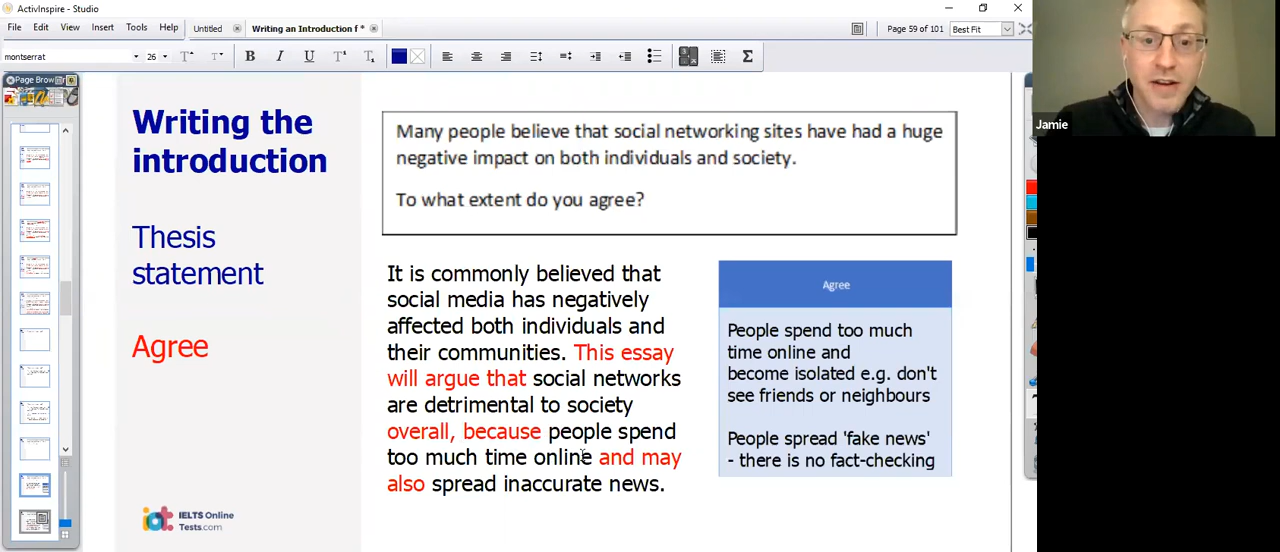 ActivInspire - Studio
File Edit View Insert Tools Help
Untitled
Writing an Introduction f *
Page 59 of 101
Best Fit
montserrat
26
B I T T
Page Brow
Writing the
introduction
Thesis
statement
Agree
IELTS Online
Tests.com
Many people believe that social networking sites have had a huge
negative impact on both individuals and society.
To what extent do you agree?
It is commonly believed that
social media has negatively
affected both individuals and
their communities. This essay
will argue that social networks
are detrimental to society
overall, because people spend
too much time online and may
also spread inaccurate news.
Agree
People spend too much
time online and
become isolated e.g. don't
see friends or neighbours
People spread 'fake news'
- there is no fact-checking
Jamie